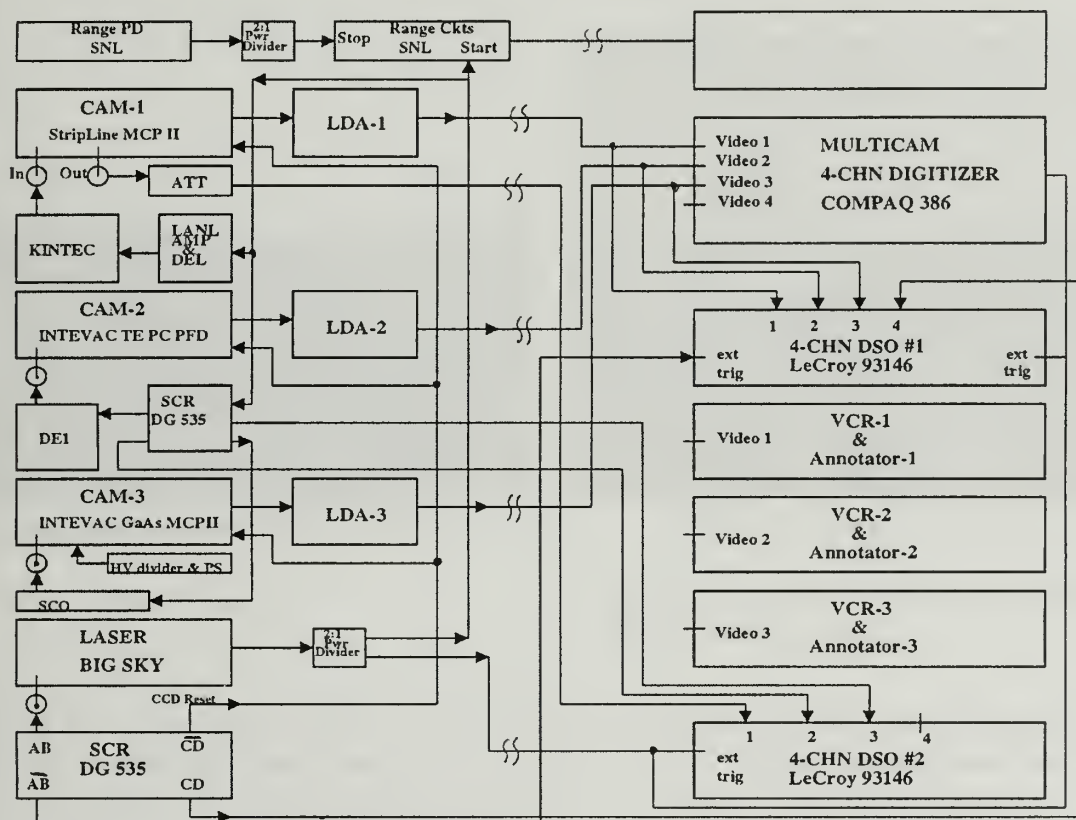 Range PD
SNL
2:1
Pwr
Divider
Stop
Range Ckts
SNL
Start
CAM-1
StripLine MCP II
LDA-1
In
Out
ATT
KINTEC
LANL
AMP
&
DEL
Video 1
Video 2
Video 3
Video 4
MULTICAM
4-CHN DIGITIZER
COMPAQ 386
CAM-2
INTEVAC TE PC PFD
LDA-2
1
2
3
4
4-CHN DSO #1
LeCroy 93146
ext
trig
ext
trig
SCR
DG 535
DE1
Video 1
VCR-1
&
Annotator-1
CAM-3
INTEVAC GaAs MCPII
LDA-3
HV divider & PS
SCO
Video 2
VCR-2
&
Annotator-2
LASER
BIG SKY
2:1
Pwr
Divider
Video 3
VCR-3
&
Annotator-3
CCD Reset
AB
SCR
DG 535
C̅D̅
A̅B̅
CD
1
2
3
4
ext
trig
4-CHN DSO #2
LeCroy 93146